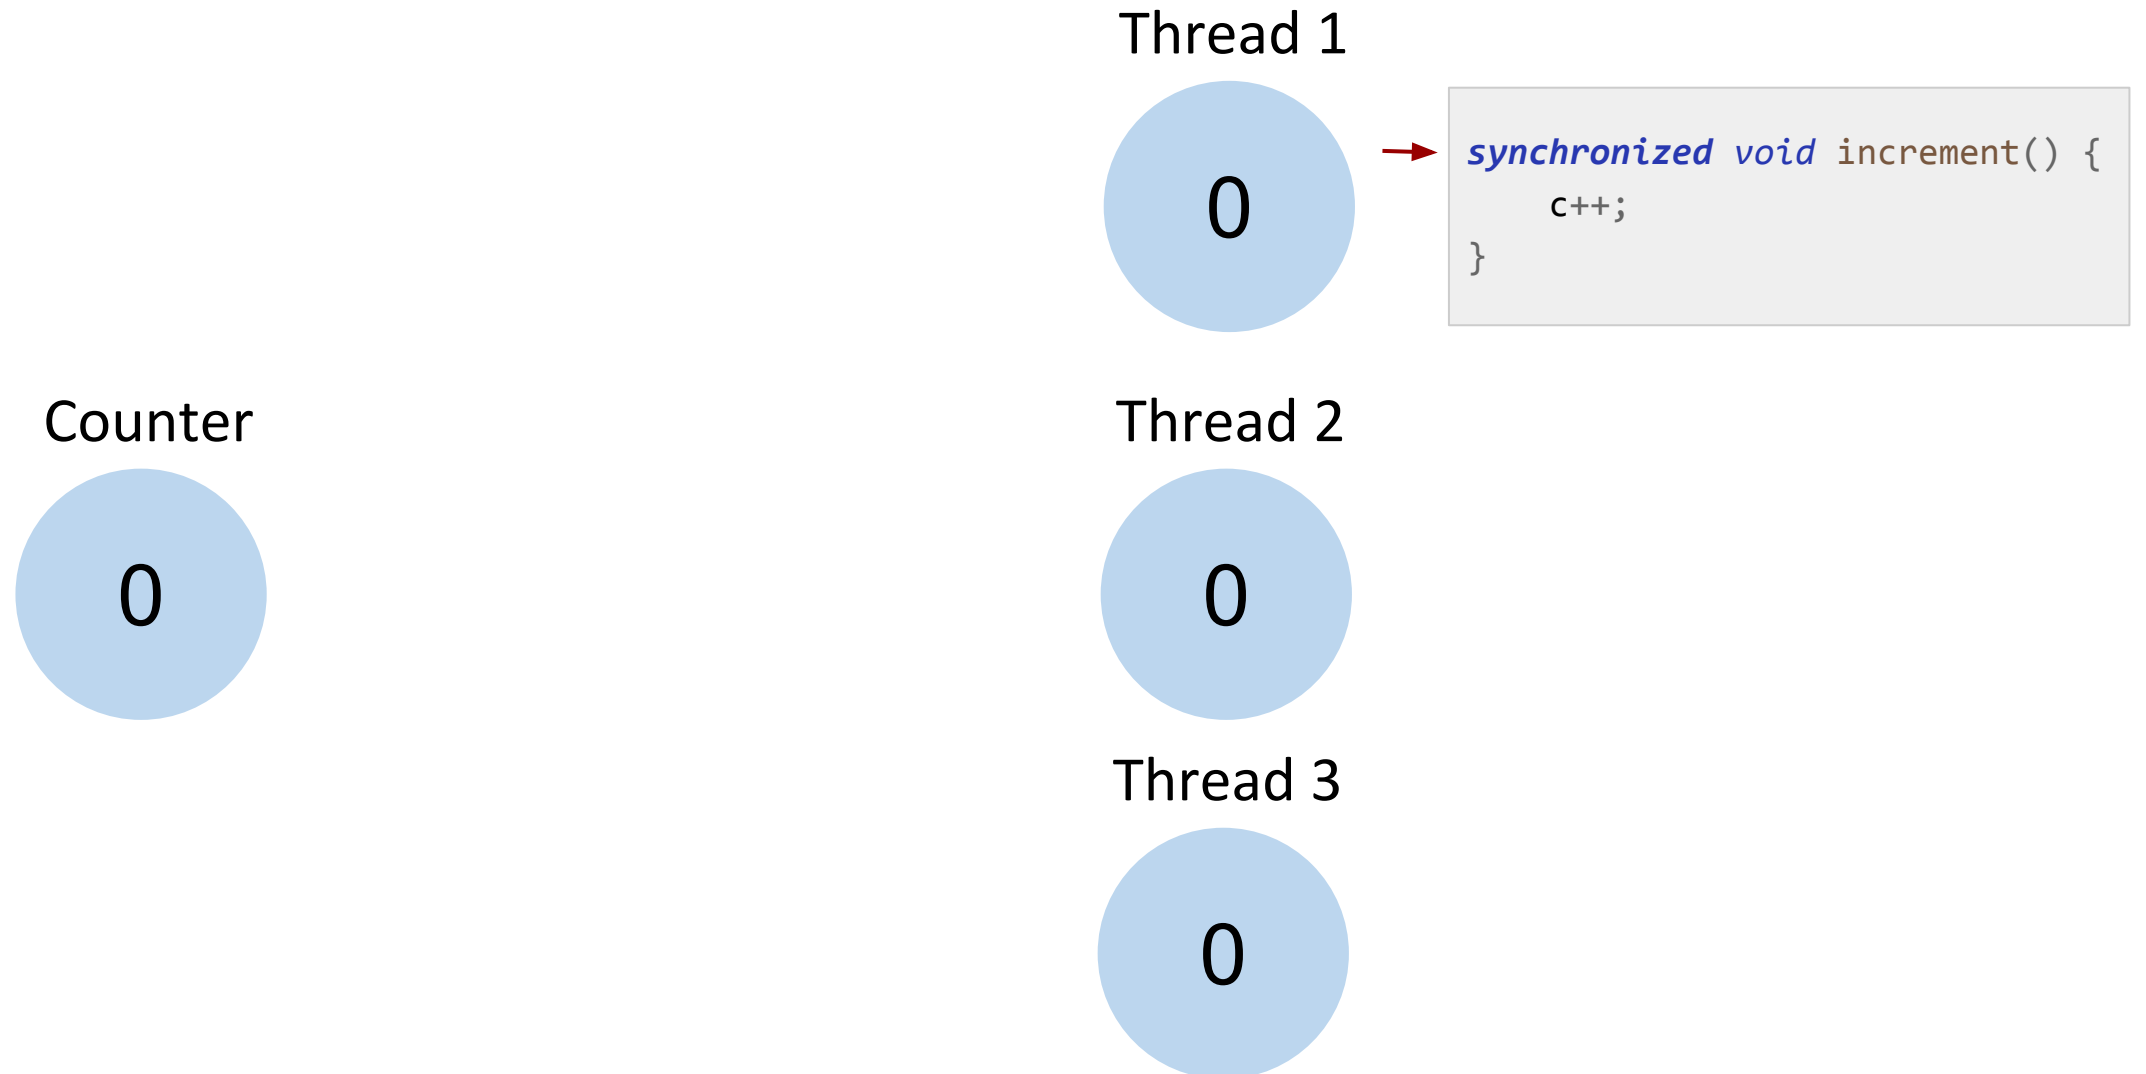 Thread 1
0
synchronized void increment() {
    c++;
}
Counter
0
Thread 2
0
Thread 3
0